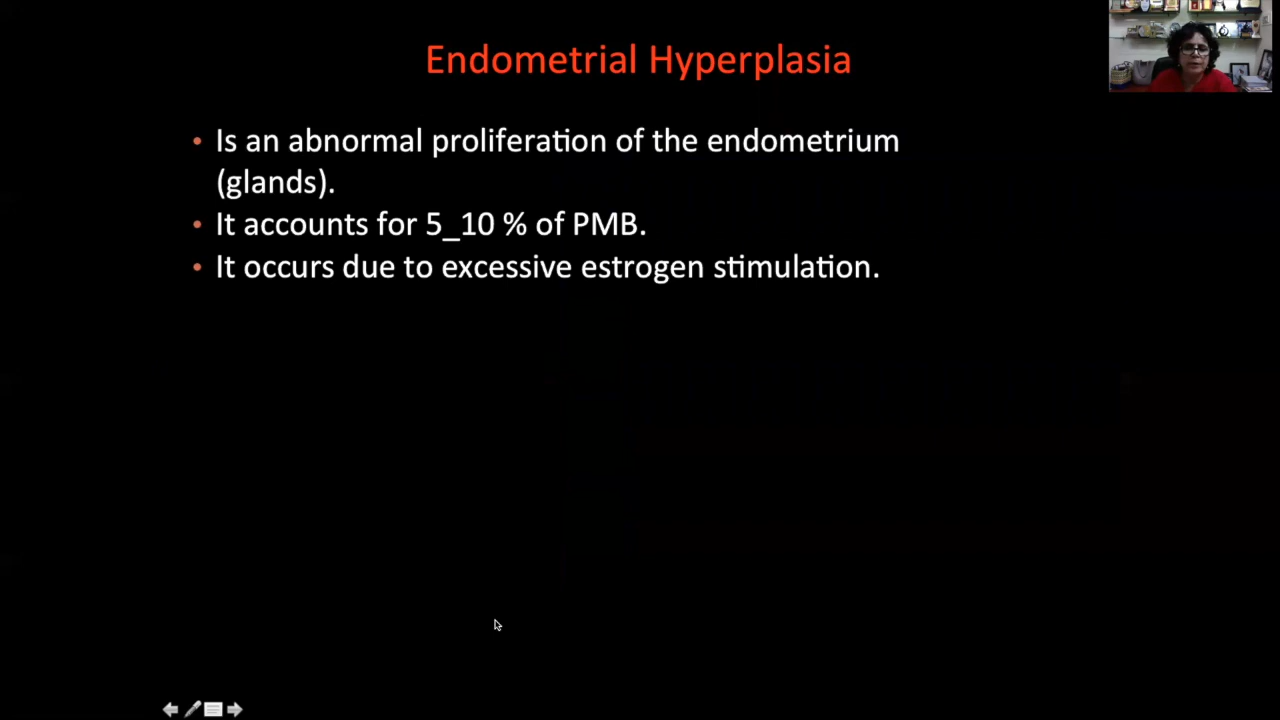 Endometrial Hyperplasia
• Is an abnormal proliferation of the endometrium
(glands).
• It accounts for 5_10 % of PMB.
• It occurs due to excessive estrogen stimulation.